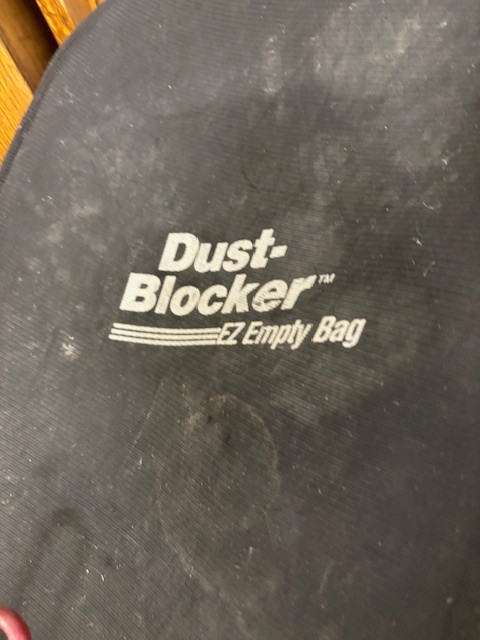 Dust-
Blocker™
EZ Empty Bag